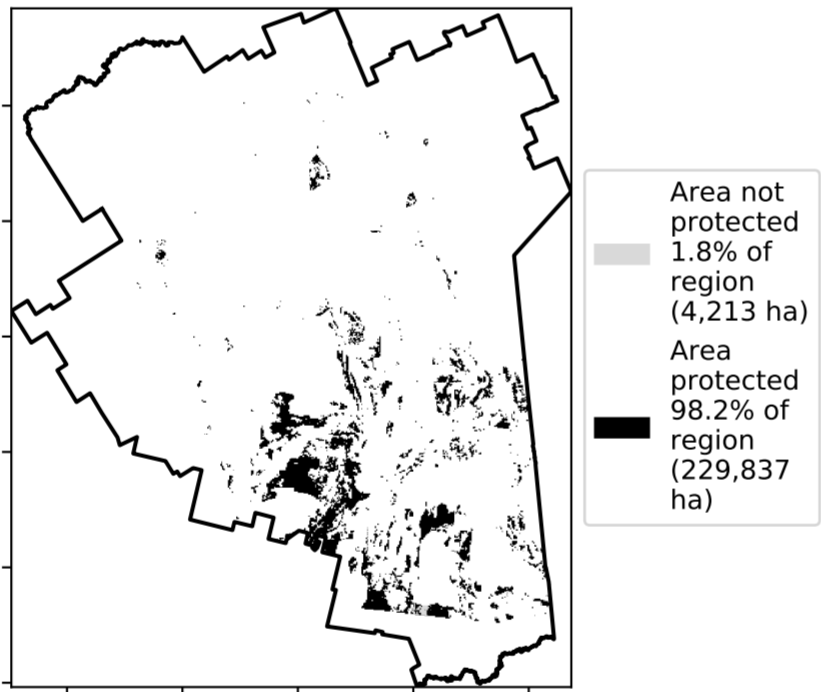 Area not
protected
1.8% of
region
(4,213 ha)
Area
protected
98.2% of
region
(229,837
ha)